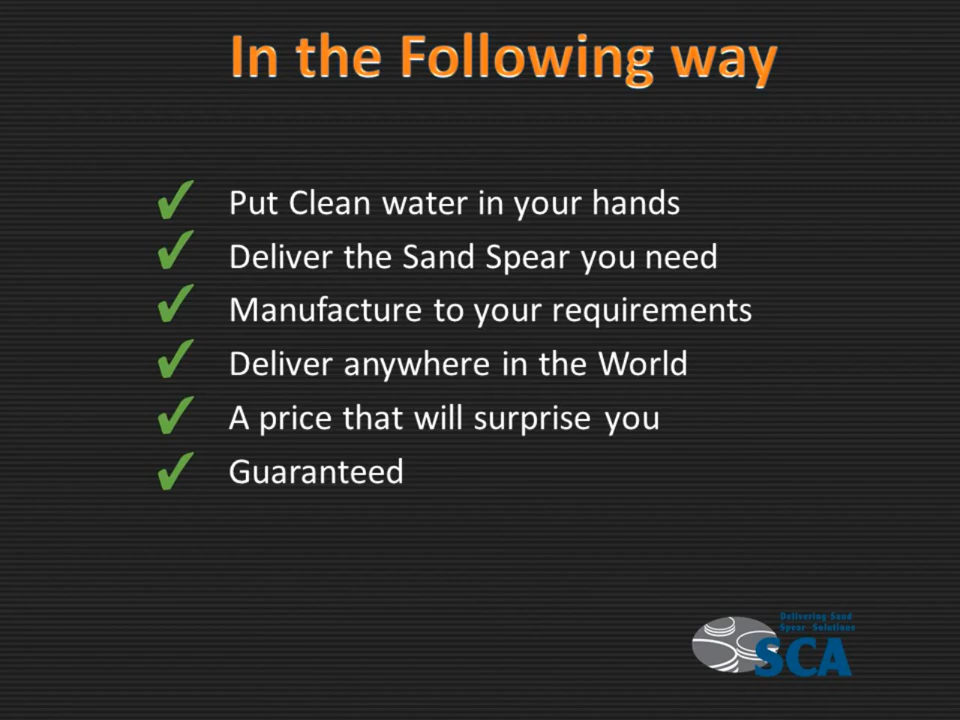 In the Following way
Put Clean water in your hands
Deliver the Sand Spear you need
Manufacture to your requirements
Deliver anywhere in the World
A price that will surprise you
Guaranteed
Delivering Sand
Spear Solutions
SCA